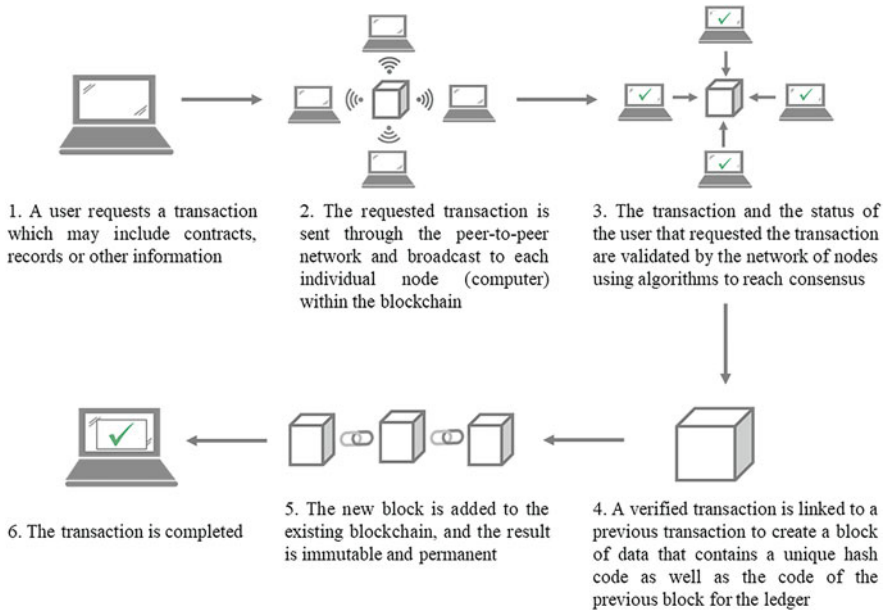 1. A user requests a transaction
which may include contracts,
records or other information
2. The requested transaction is
sent through the peer-to-peer
network and broadcast to each
individual node (computer)
within the blockchain
3. The transaction and the status of
the user that requested the transaction
are validated by the network of nodes
using algorithms to reach consensus
4. A verified transaction is linked to a
previous transaction to create a block
of data that contains a unique hash
code as well as the code of the
previous block for the ledger
5. The new block is added to the
existing blockchain, and the result
is immutable and permanent
6. The transaction is completed